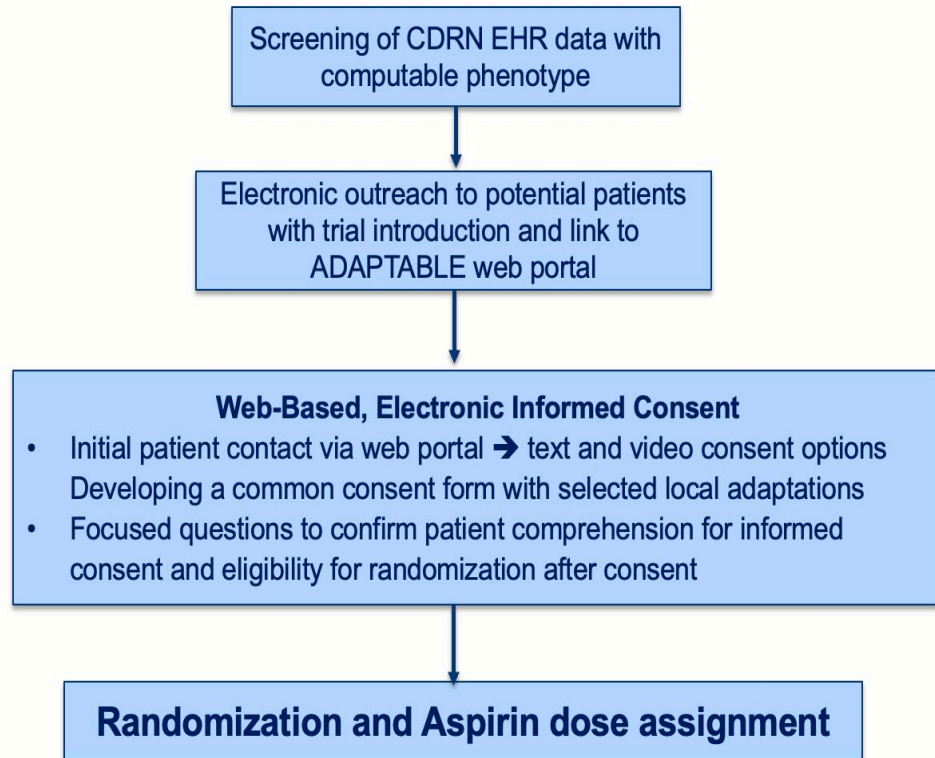 Screening of CDRN EHR data with
computable phenotype
Electronic outreach to potential patients
with trial introduction and link to
ADAPTABLE web portal
Web-Based, Electronic Informed Consent
• Initial patient contact via web portal ➔ text and video consent options
Developing a common consent form with selected local adaptations
• Focused questions to confirm patient comprehension for informed
consent and eligibility for randomization after consent
Randomization and Aspirin dose assignment